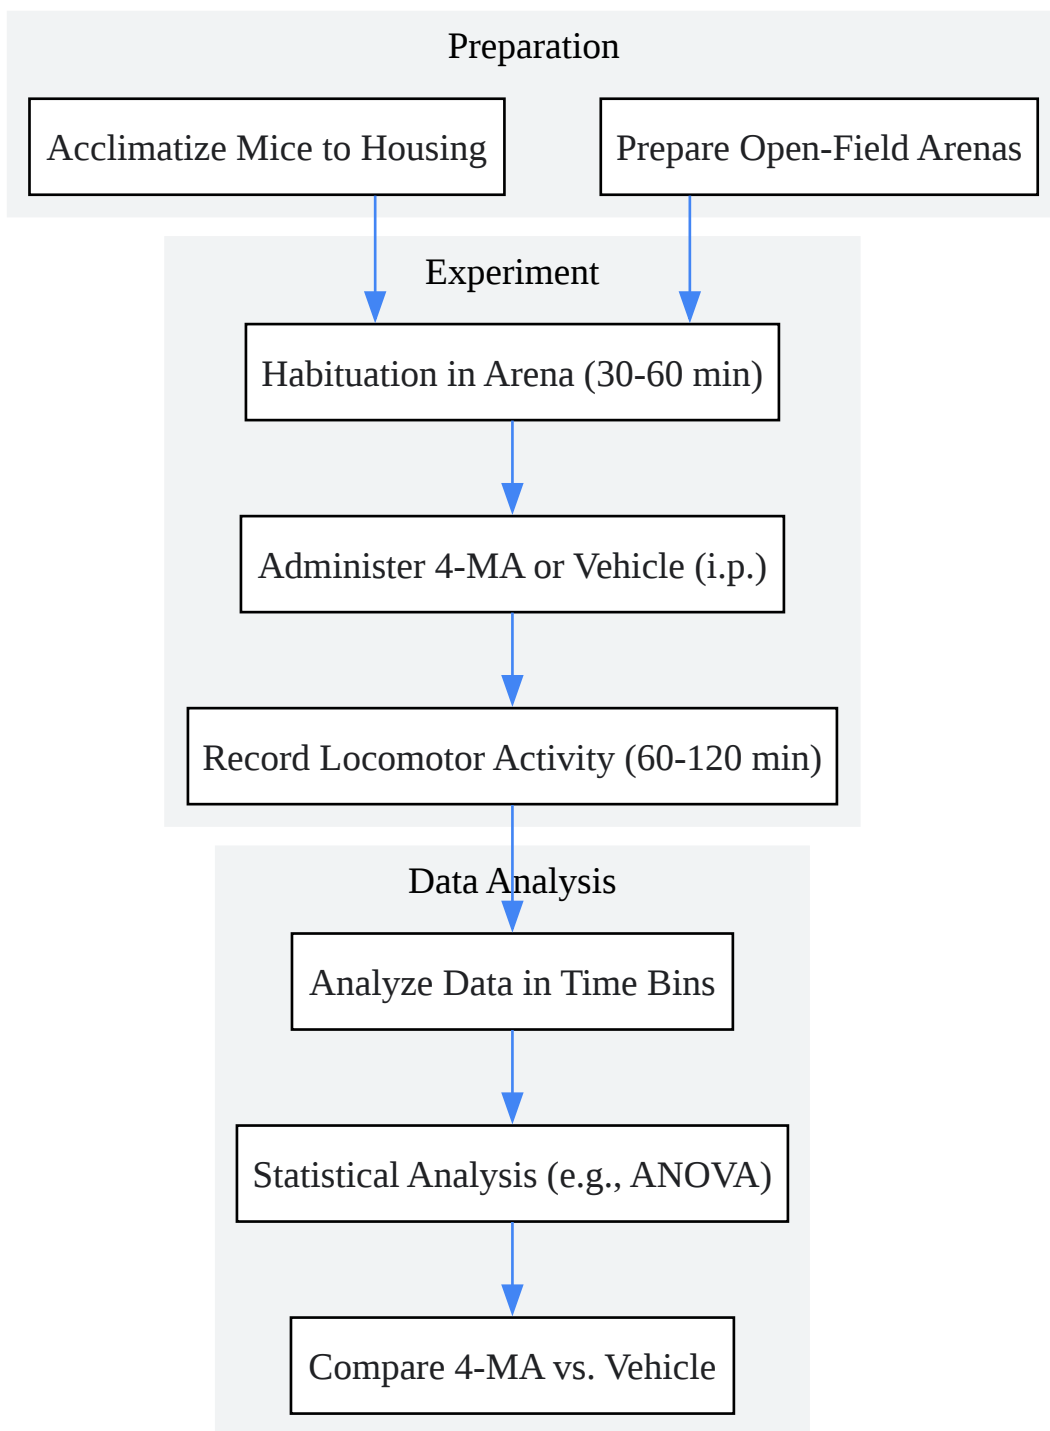 Preparation
Acclimatize Mice to Housing
Prepare Open-Field Arenas
Experiment
Habituation in Arena (30-60 min)
Administer 4-MA or Vehicle (i.p.)
Record Locomotor Activity (60-120 min)
Data Analysis
Analyze Data in Time Bins
Statistical Analysis (e.g., ANOVA)
Compare 4-MA vs. Vehicle